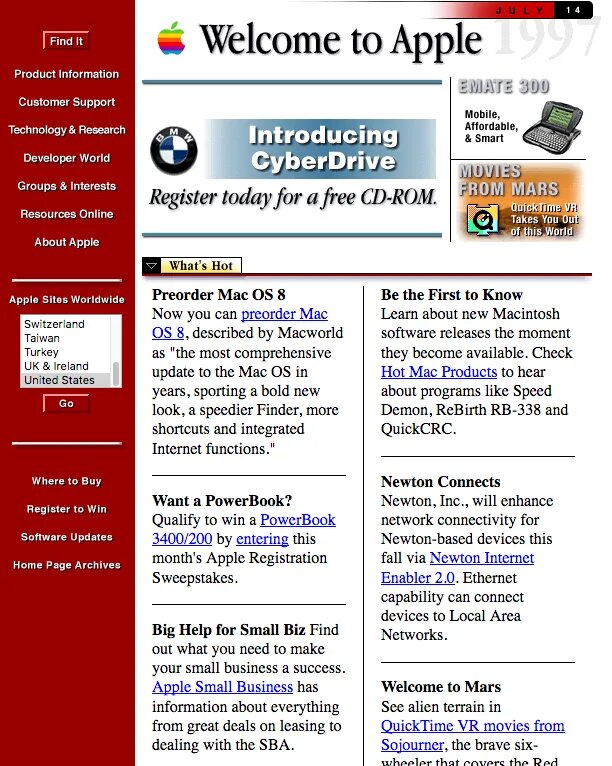 JULY 14
1997
Welcome to Apple
Find It
Product Information
Customer Support
Technology & Research
Developer World
Groups & Interests
Resources Online
About Apple
Apple Sites Worldwide
Switzerland
Taiwan
Turkey
UK & Ireland
United States
Go
Where to Buy
Register to Win
Software Updates
Home Page Archives
BMW
Introducing
CyberDrive
Register today for a free CD-ROM.
EMATE 300
Mobile,
Affordable,
& Smart
MOVIES
FROM MARS
QuickTime VR
Takes You Out
of this World
What's Hot
Preorder Mac OS 8
Now you can preorder Mac
OS 8, described by Macworld
as "the most comprehensive
update to the Mac OS in
years, sporting a bold new
look, a speedier Finder, more
shortcuts and integrated
Internet functions."
Want a PowerBook?
Qualify to win a PowerBook
3400/200 by entering this
month's Apple Registration
Sweepstakes.
Big Help for Small Biz Find
out what you need to make
your small business a success.
Apple Small Business has
information about everything
from great deals on leasing to
dealing with the SBA.
Be the First to Know
Learn about new Macintosh
software releases the moment
they become available. Check
Hot Mac Products to hear
about programs like Speed
Demon, ReBirth RB-338 and
QuickCRC.
Newton Connects
Newton, Inc., will enhance
network connectivity for
Newton-based devices this
fall via Newton Internet
Enabler 2.0. Ethernet
capability can connect
devices to Local Area
Networks.
Welcome to Mars
See alien terrain in
QuickTime VR movies from
Sojourner, the brave six-
wheeler that covers the Red